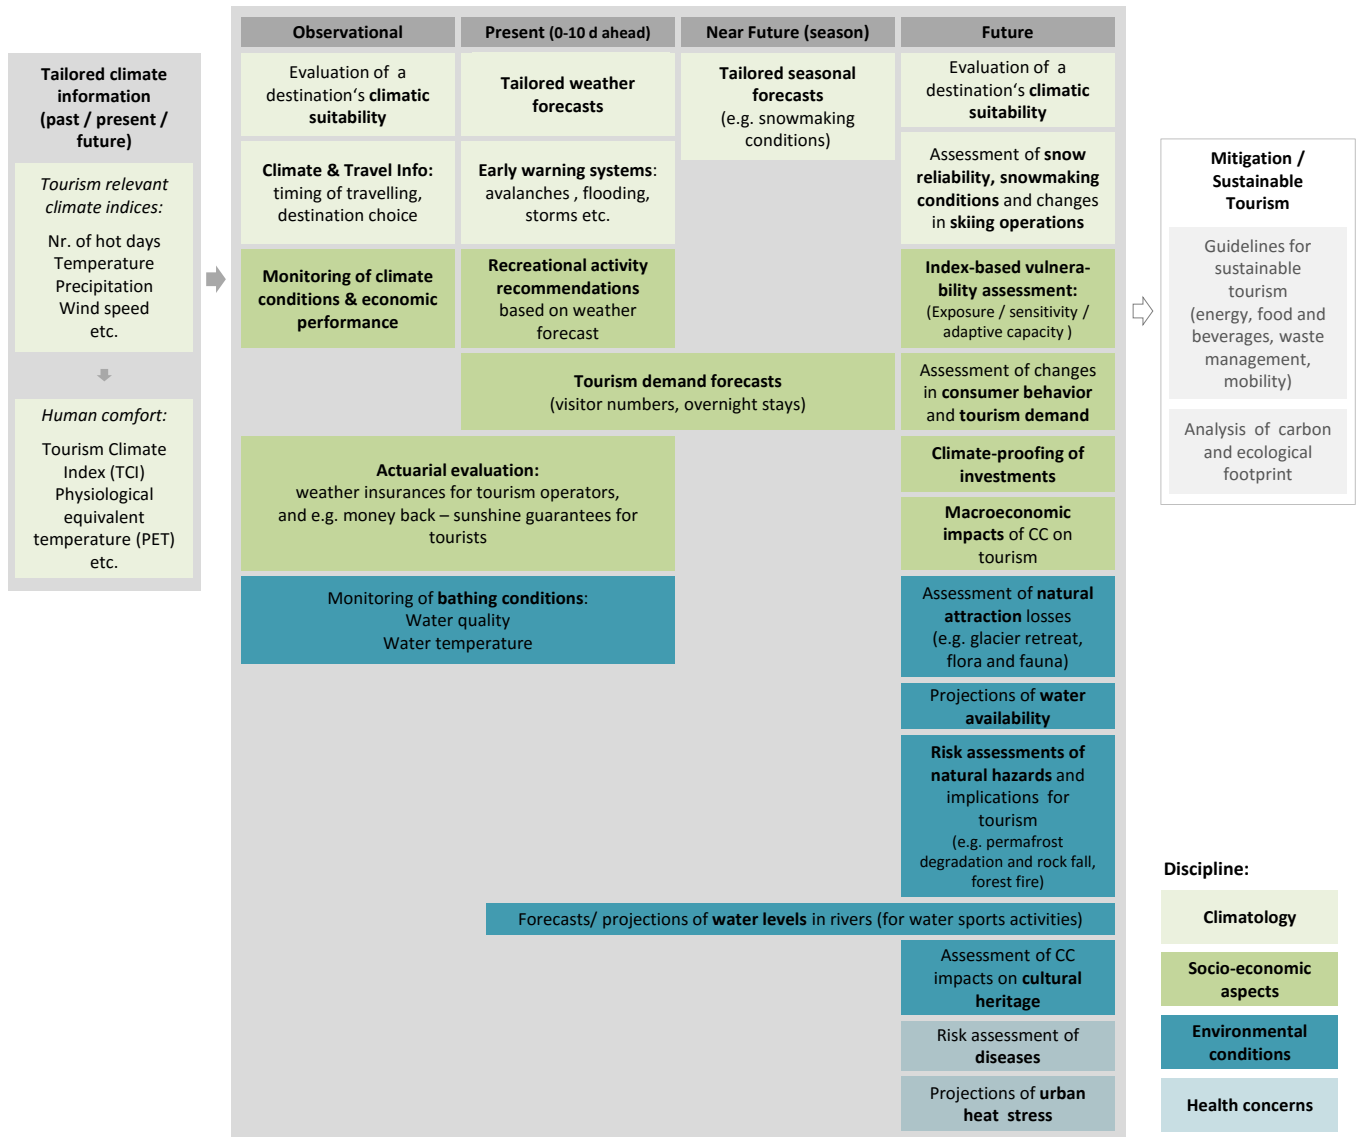 Tailored climate
information
(past / present /
future)
Tourism relevant
climate indices:
Nr. of hot days
Temperature
Precipitation
Wind speed
etc.
Human comfort:
Tourism Climate
Index (TCI)
Physiological
equivalent
temperature (PET)
etc.
Observational
Evaluation of a
destination‘s climatic
suitability
Climate & Travel Info:
timing of travelling,
destination choice
Monitoring of climate
conditions & economic
performance
Present (0-10 d ahead)
Tailored weather
forecasts
Early warning systems:
avalanches , flooding,
storms etc.
Recreational activity
recommendations
based on weather
forecast
Near Future (season)
Tailored seasonal
forecasts
(e.g. snowmaking
conditions)
Tourism demand forecasts
(visitor numbers, overnight stays)
Actuarial evaluation:
weather insurances for tourism operators,
and e.g. money back – sunshine guarantees for
tourists
Monitoring of bathing conditions:
Water quality
Water temperature
Future
Evaluation of a
destination‘s climatic
suitability
Assessment of snow
reliability, snowmaking
conditions and changes
in skiing operations
Index-based vulnera-
bility assessment:
(Exposure / sensitivity /
adaptive capacity )
Assessment of changes
in consumer behavior
and tourism demand
Climate-proofing of
investments
Macroeconomic
impacts of CC on
tourism
Assessment of natural
attraction losses
(e.g. glacier retreat,
flora and fauna)
Projections of water
availability
Risk assessments of
natural hazards and
implications for
tourism
(e.g. permafrost
degradation and rock fall,
forest fire)
Forecasts/ projections of water levels in rivers (for water sports activities)
Assessment of CC
impacts on cultural
heritage
Risk assessment of
diseases
Projections of urban
heat stress
Mitigation /
Sustainable
Tourism
Guidelines for
sustainable
tourism
(energy, food and
beverages, waste
management,
mobility)
Analysis of carbon
and ecological
footprint
Discipline:
Climatology
Socio-economic
aspects
Environmental
conditions
Health concerns